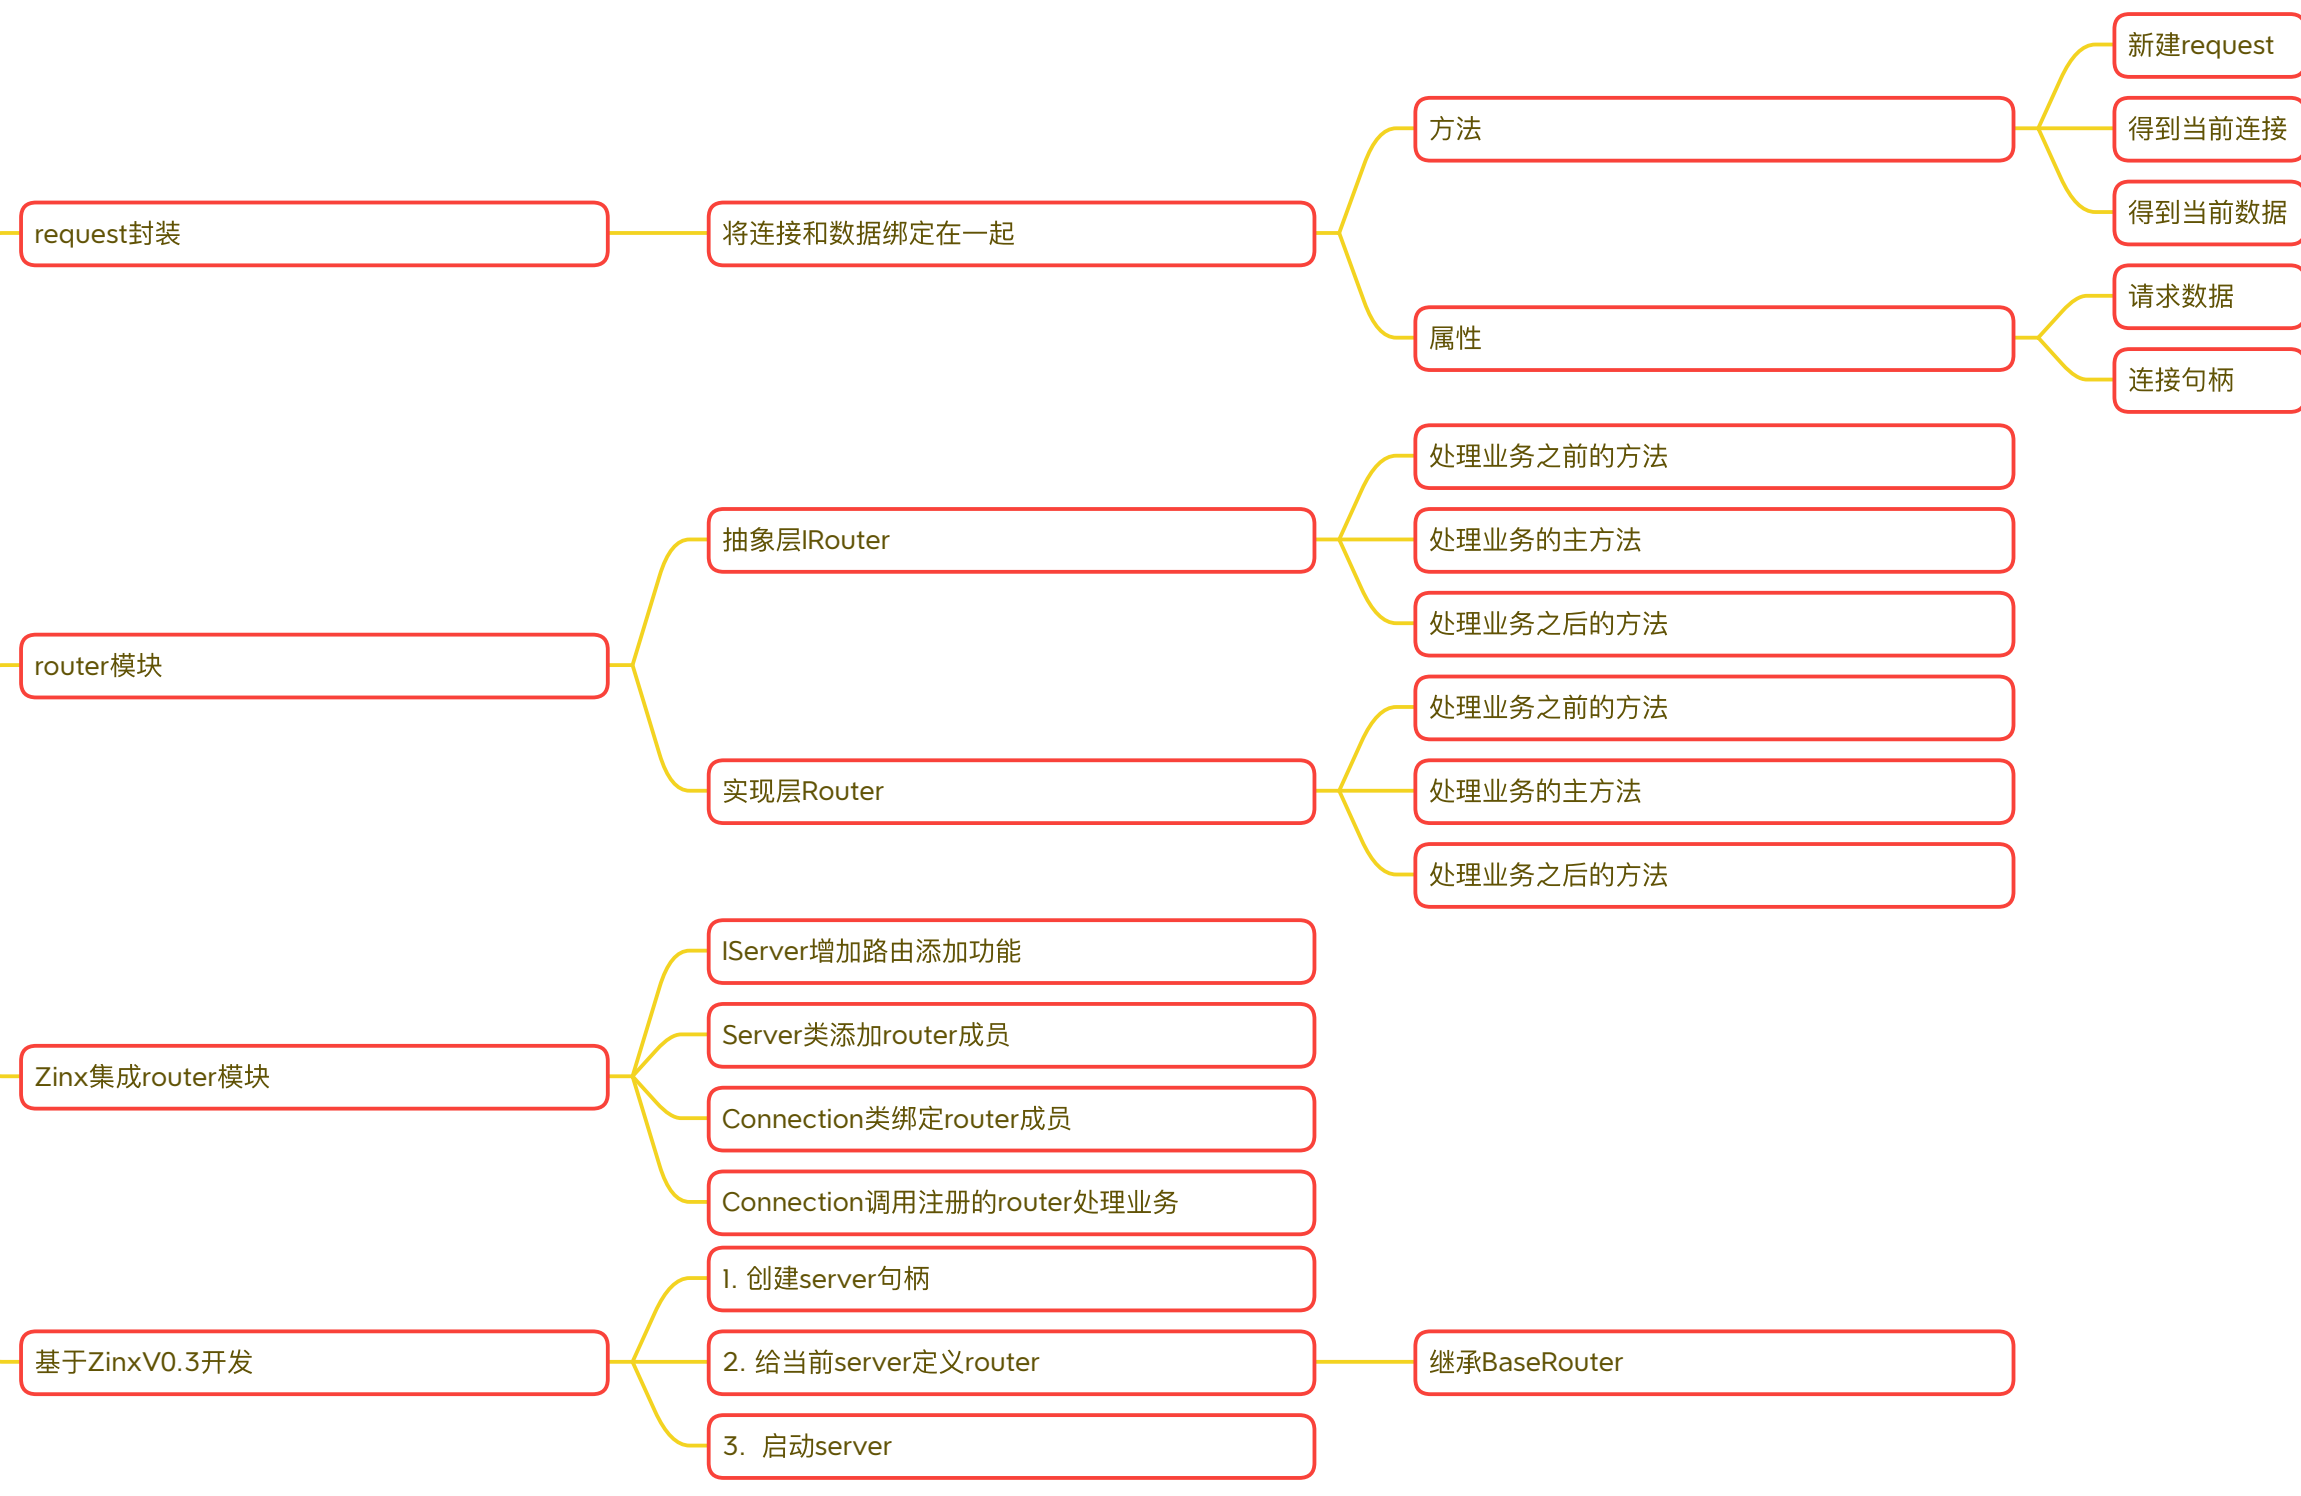 request封装
将连接和数据绑定在一起
方法
新建request
得到当前连接
得到当前数据
属性
请求数据
连接句柄
router模块
抽象层IRouter
处理业务之前的方法
处理业务的主方法
处理业务之后的方法
实现层Router
处理业务之前的方法
处理业务的主方法
处理业务之后的方法
Zinx集成router模块
IServer增加路由添加功能
Server类添加router成员
Connection类绑定router成员
Connection调用注册的router处理业务
基于ZinxV0.3开发
1. 创建server句柄
2. 给当前server定义router
继承BaseRouter
3. 启动server